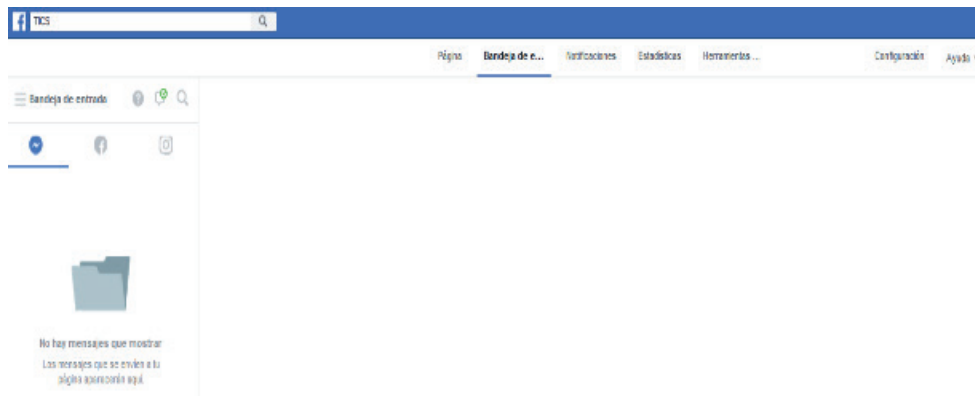 TICS
Página Bandeja de e... Notificaciones Estadísticas Herramientas ... Configuración Ayuda
Bandeja de entrada
No hay mensajes que mostrar
Los mensajes que se envíen a tu
página aparecerán aquí.